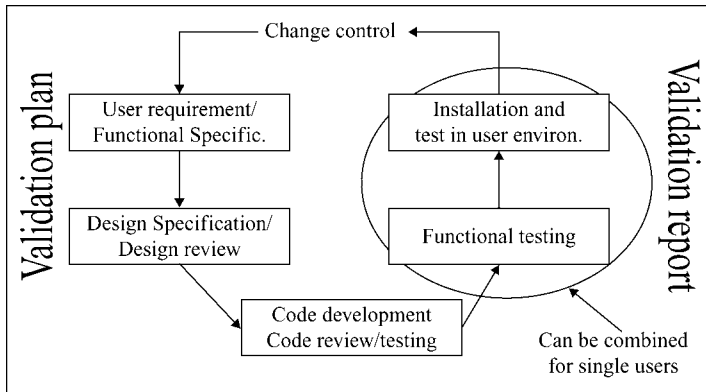 Change control
Validation plan
User requirement/
Functional Specific.
Installation and
test in user environ.
Validation report
Design Specification/
Design review
Functional testing
Code development
Code review/testing
Can be combined
for single users